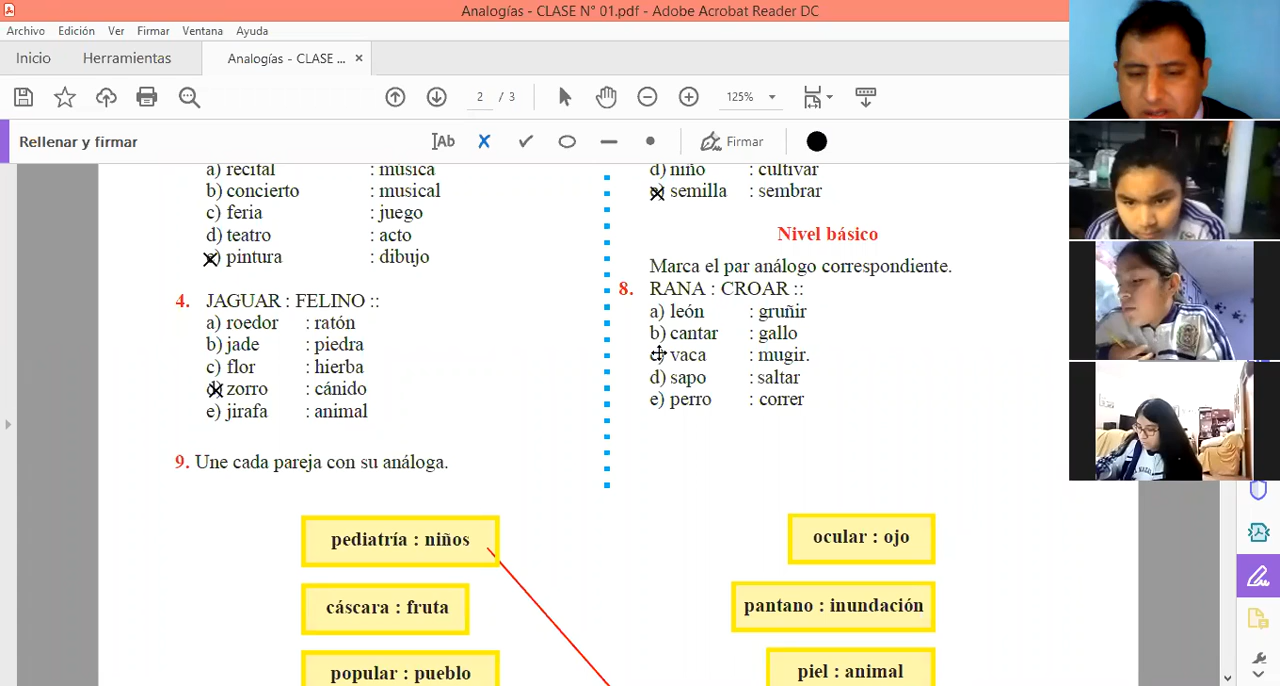 Analogías - CLASE N° 01.pdf - Adobe Acrobat Reader DC
Archivo Edición Ver Firmar Ventana Ayuda
Inicio Herramientas Analogías - CLASE ... ×
2 / 3 125%
Rellenar y firmar Ab Firmar
a) recital : música
b) concierto : musical
c) feria : juego
d) teatro : acto
e) pintura : dibujo
4. JAGUAR : FELINO ::
a) roedor : ratón
b) jade : piedra
c) flor : hierba
d) zorro : cánido
e) jirafa : animal
d) niño : cultivar
e) semilla : sembrar
Nivel básico
Marca el par análogo correspondiente.
8. RANA : CROAR ::
a) león : gruñir
b) cantar : gallo
c) vaca : mugir.
d) sapo : saltar
e) perro : correr
9. Une cada pareja con su análoga.
pediatría : niños
cáscara : fruta
popular : pueblo
ocular : ojo
pantano : inundación
piel : animal